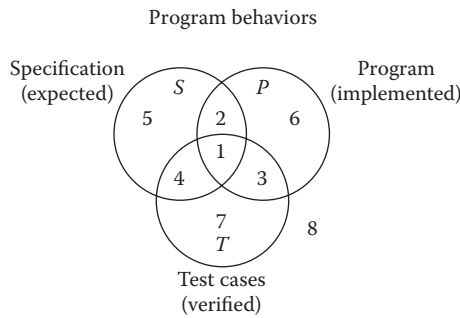 Program behaviors
Specification
(expected)
S
P
Program
(implemented)
5
2
6
1
4
3
7
T
8
Test cases
(verified)